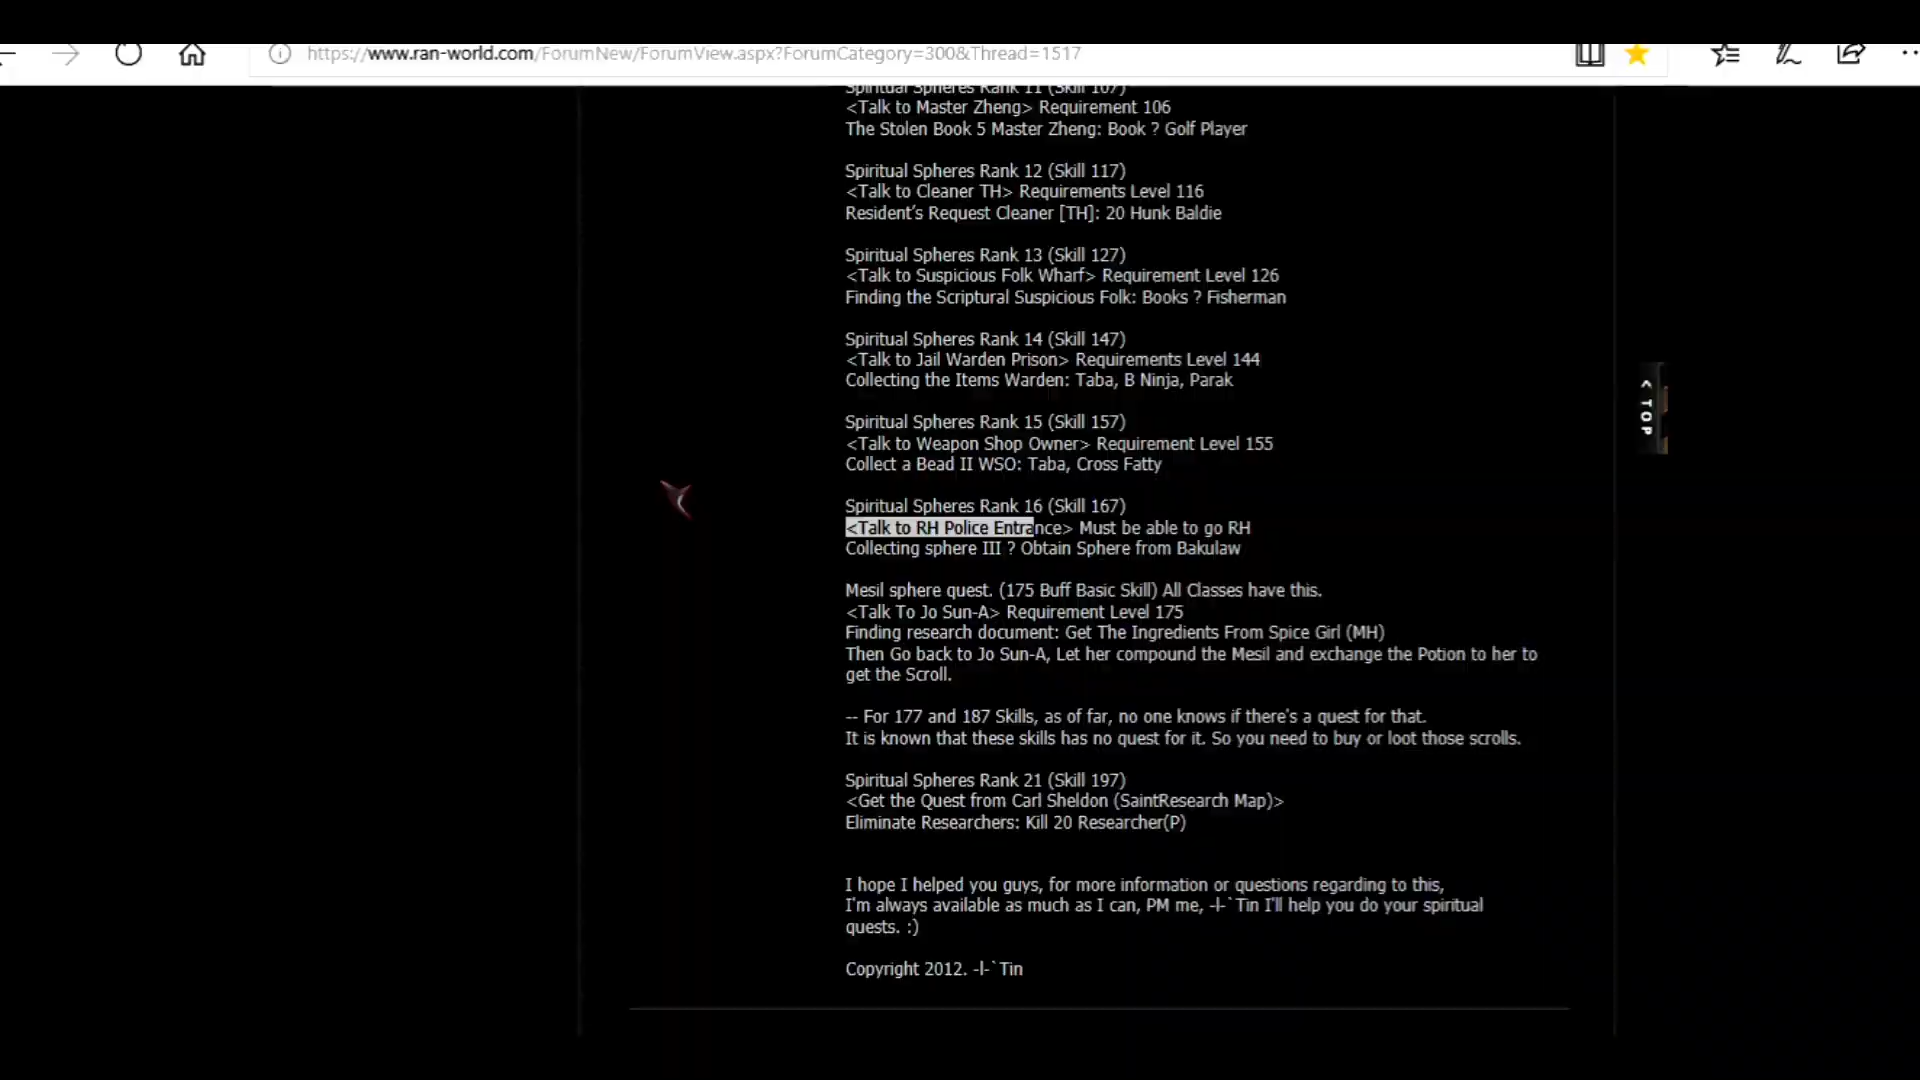 https://www.ran-world.com/ForumNew/ForumView.aspx?ForumCategory=300&Thread=1517
Spiritual Spheres Rank 11 (Skill 107)
<Talk to Master Zheng> Requirement 106
The Stolen Book 5 Master Zheng: Book ? Golf Player
Spiritual Spheres Rank 12 (Skill 117)
<Talk to Cleaner TH> Requirements Level 116
Resident's Request Cleaner [TH]: 20 Hunk Baldie
Spiritual Spheres Rank 13 (Skill 127)
<Talk to Suspicious Folk Wharf> Requirement Level 126
Finding the Scriptural Suspicious Folk: Books ? Fisherman
Spiritual Spheres Rank 14 (Skill 147)
<Talk to Jail Warden Prison> Requirements Level 144
Collecting the Items Warden: Taba, B Ninja, Parak
< TOP
Spiritual Spheres Rank 15 (Skill 157)
<Talk to Weapon Shop Owner> Requirement Level 155
Collect a Bead II WSO: Taba, Cross Fatty
Spiritual Spheres Rank 16 (Skill 167)
<Talk to RH Police Entrance> Must be able to go RH
Collecting sphere III ? Obtain Sphere from Bakulaw
Mesil sphere quest. (175 Buff Basic Skill) All Classes have this.
<Talk To Jo Sun-A> Requirement Level 175
Finding research document: Get The Ingredients From Spice Girl (MH)
Then Go back to Jo Sun-A, Let her compound the Mesil and exchange the Potion to her to
get the Scroll.
-- For 177 and 187 Skills, as of far, no one knows if there's a quest for that.
It is known that these skills has no quest for it. So you need to buy or loot those scrolls.
Spiritual Spheres Rank 21 (Skill 197)
<Get the Quest from Carl Sheldon (SaintResearch Map)>
Eliminate Researchers: Kill 20 Researcher(P)
I hope I helped you guys, for more information or questions regarding to this,
I'm always available as much as I can, PM me, -l-`Tin I'll help you do your spiritual
quests. :)
Copyright 2012. -l-`Tin